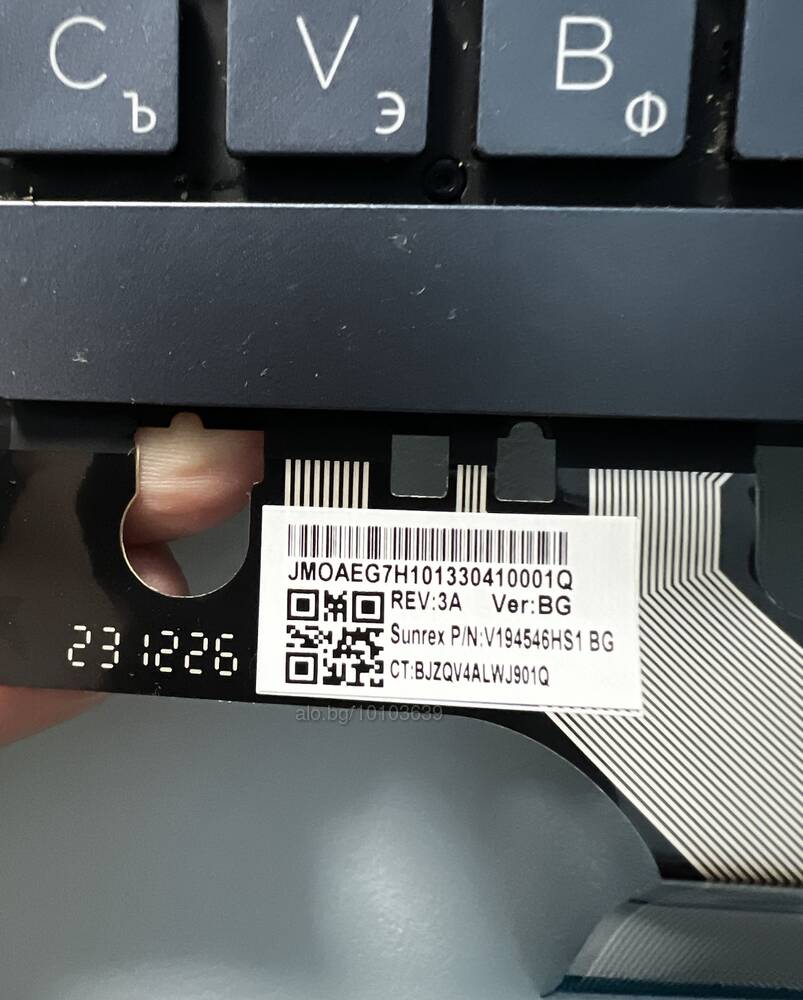 C V B
Ъ Э Ф
JMOAEG7H101330410001Q
REV:3A Ver:BG
Sunrex P/N:V194546HS1 BG
CT:BJZQV4ALWJ901Q
231226
alo.bg/10103639